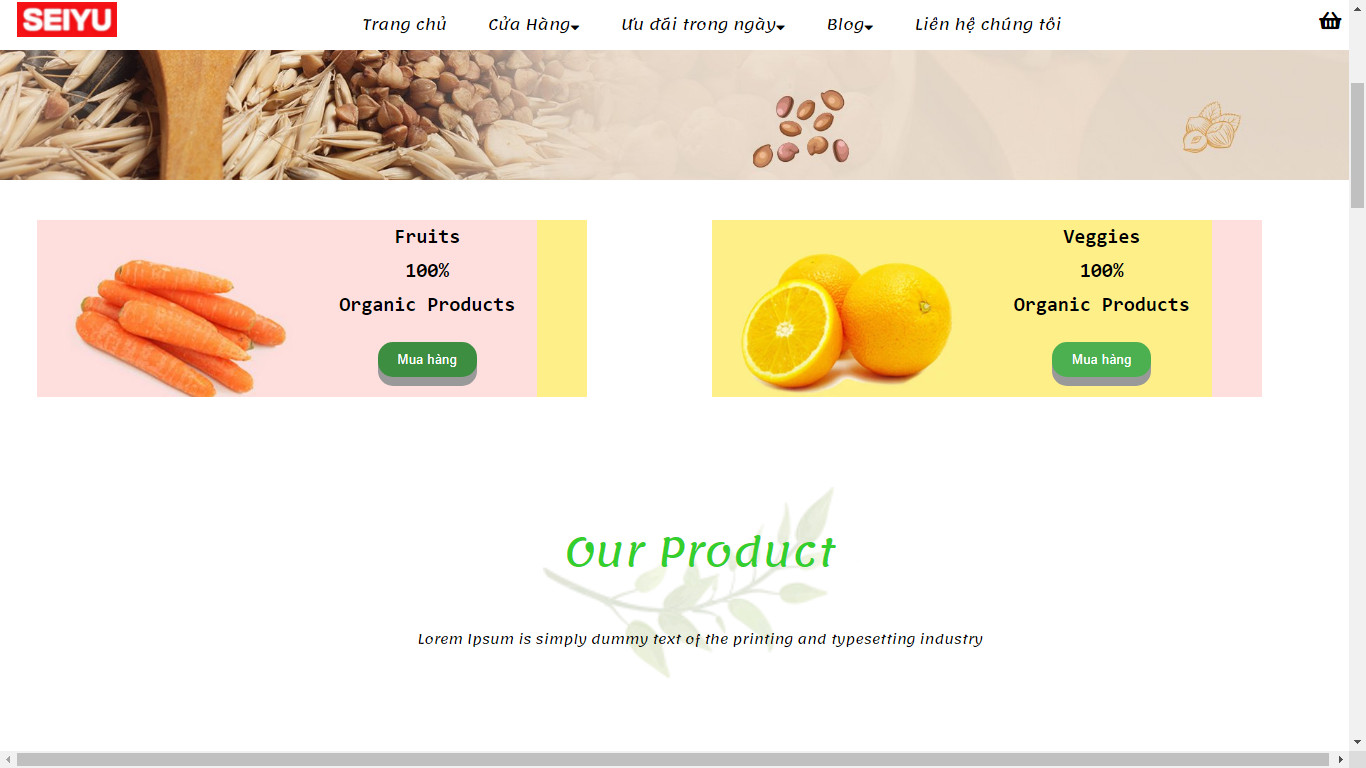 SEIYU
Trang chủ Cửa Hàng Ưu đãi trong ngày Blog Liên hệ chúng tôi
Fruits
100%
Organic Products
Mua hàng
Veggies
100%
Organic Products
Mua hàng
Our Product
Lorem Ipsum is simply dummy text of the printing and typesetting industry